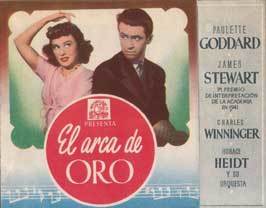 PAULETTE
GODDARD
JAMES
STEWART
1er PREMIO
DE INTERPRETACIÓN
DE LA ACADEMIA
EN 1941
CHARLES
WINNINGER
HORACE
HEIDT
Y SU
ORQUESTA
PRESENTA
El arca de
ORO